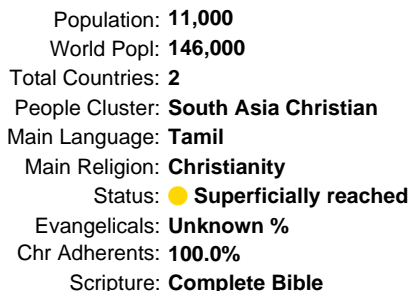 Population: 11,000
World Popl: 146,000
Total Countries: 2
People Cluster: South Asia Christian
Main Language: Tamil
Main Religion: Christianity
Status: Superficially reached
Evangelicals: Unknown %
Chr Adherents: 100.0%
Scripture: Complete Bible